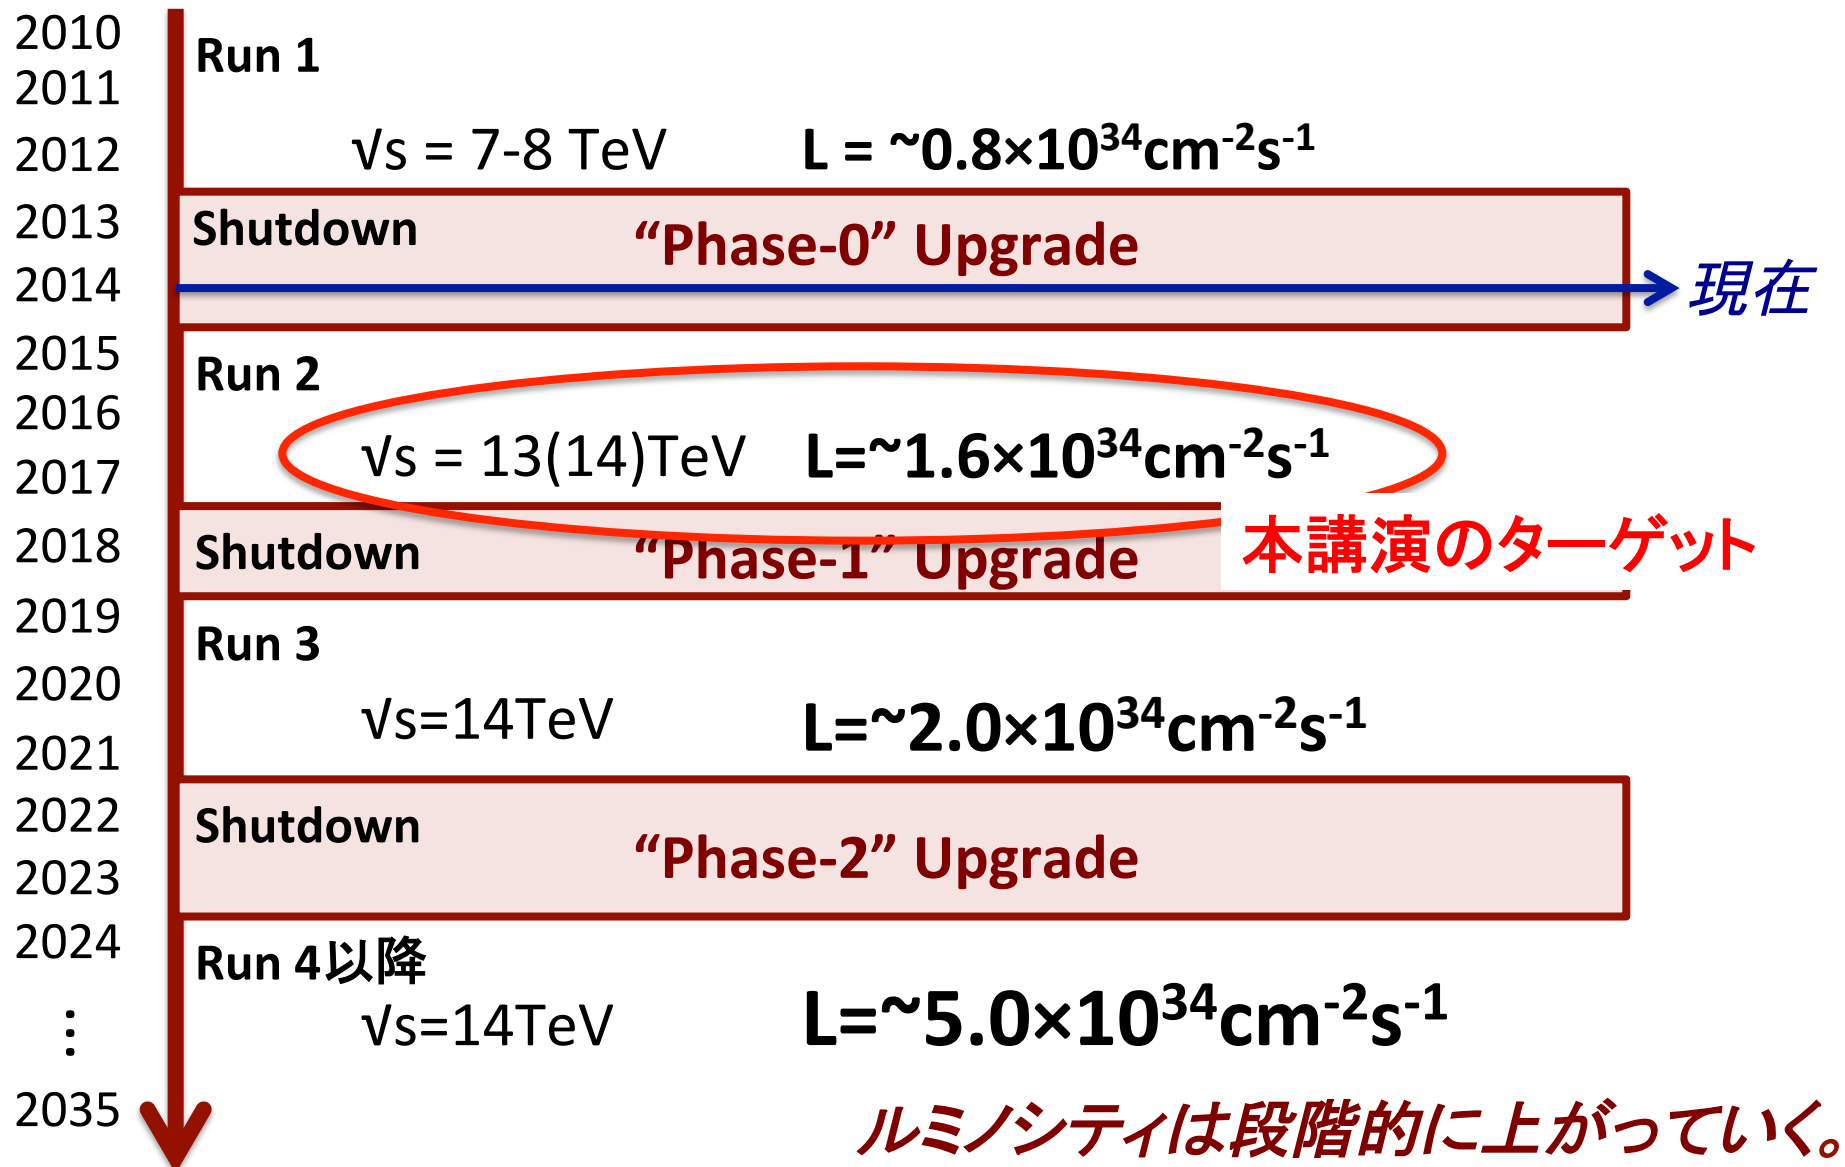 2010
Run 1
2011
2012
√s = 7-8 TeV L = ~0.8×10³⁴cm⁻²s⁻¹
2013
Shutdown "Phase-0" Upgrade
2014
現在
2015
Run 2
2016
√s = 13(14)TeV L=~1.6×10³⁴cm⁻²s⁻¹
2017
本講演のターゲット
2018
Shutdown "Phase-1" Upgrade
2019
Run 3
2020
√s=14TeV L=~2.0×10³⁴cm⁻²s⁻¹
2021
2022
Shutdown "Phase-2" Upgrade
2023
2024
Run 4以降
⋮
√s=14TeV L=~5.0×10³⁴cm⁻²s⁻¹
2035
ルミノシティは段階的に上がっていく。